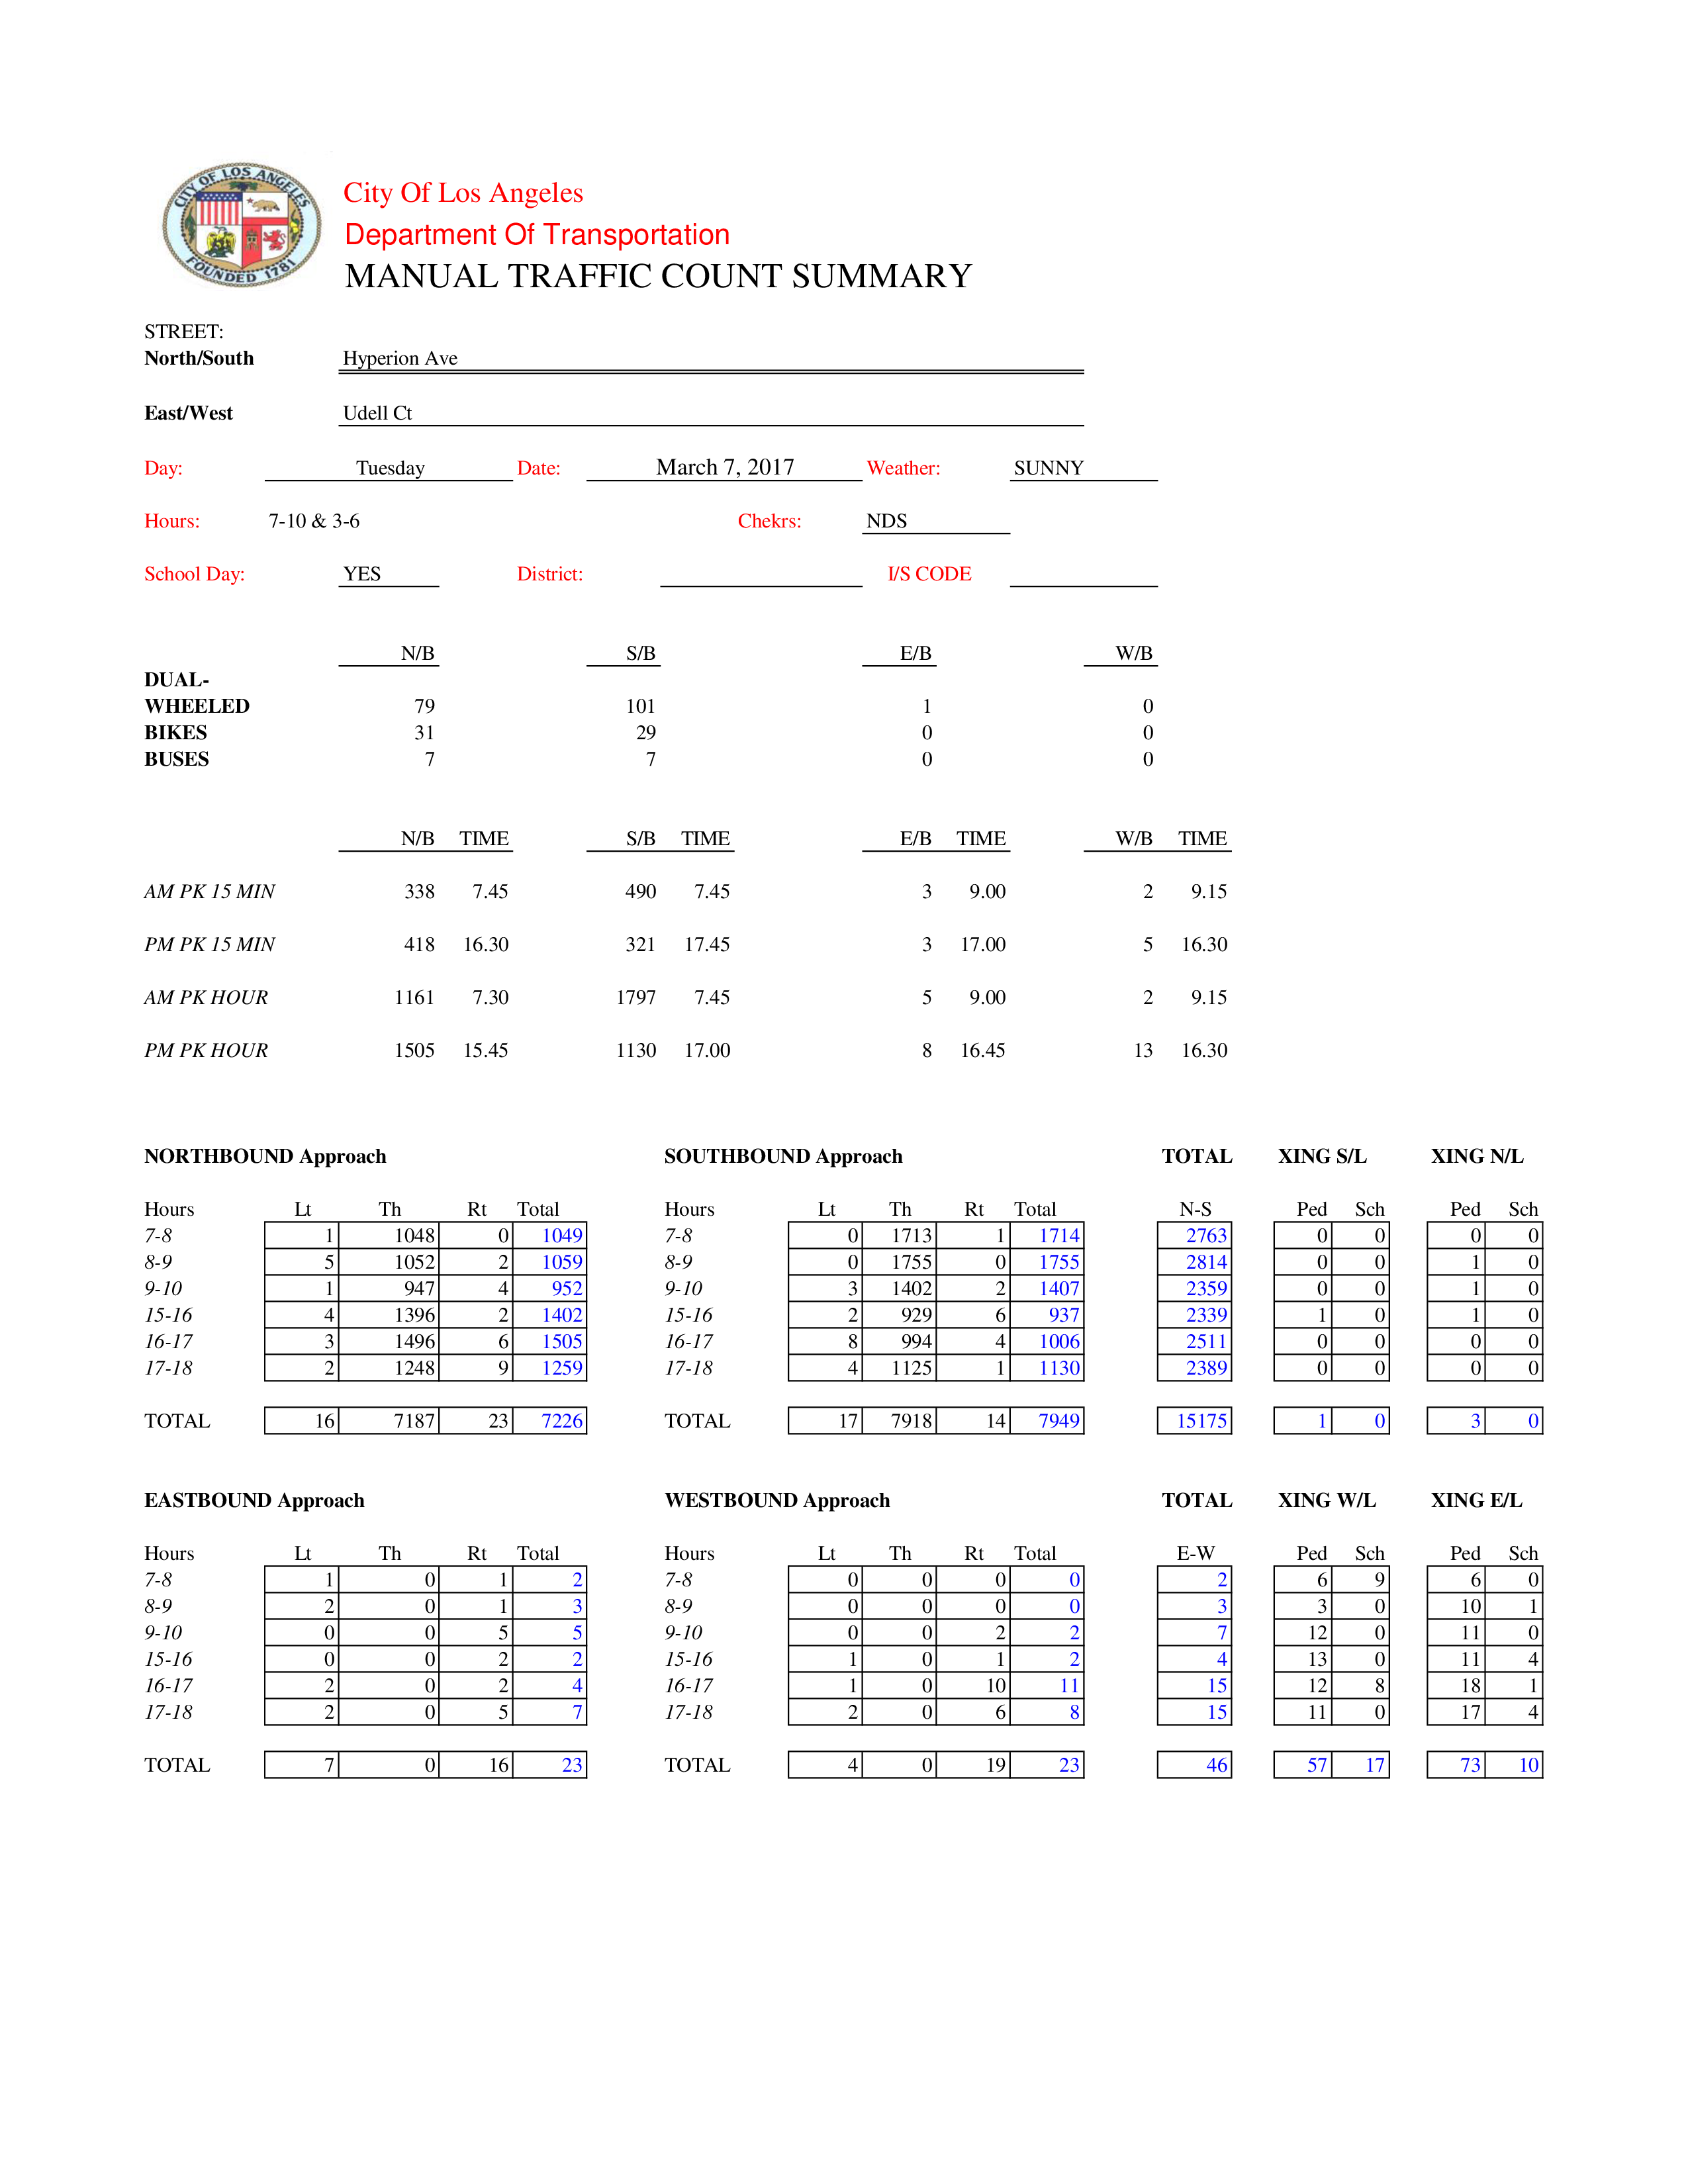 CITY OF LOS ANGELES
FOUNDED 1781
City Of Los Angeles
Department Of Transportation
MANUAL TRAFFIC COUNT SUMMARY
STREET:
North/South Hyperion Ave
East/West Udell Ct
Day: Tuesday Date: March 7, 2017 Weather: SUNNY
Hours: 7-10 & 3-6 Chekrs: NDS
School Day: YES District: I/S CODE
N/B S/B E/B W/B
DUAL-
WHEELED 79 101 1 0
BIKES 31 29 0 0
BUSES 7 7 0 0
N/B TIME S/B TIME E/B TIME W/B TIME
AM PK 15 MIN 338 7.45 490 7.45 3 9.00 2 9.15
PM PK 15 MIN 418 16.30 321 17.45 3 17.00 5 16.30
AM PK HOUR 1161 7.30 1797 7.45 5 9.00 2 9.15
PM PK HOUR 1505 15.45 1130 17.00 8 16.45 13 16.30
NORTHBOUND Approach SOUTHBOUND Approach TOTAL XING S/L XING N/L
Hours Lt Th Rt Total Hours Lt Th Rt Total N-S Ped Sch Ped Sch
7-8 1 1048 0 1049 7-8 0 1713 1 1714 2763 0 0 0 0
8-9 5 1052 2 1059 8-9 0 1755 0 1755 2814 0 0 1 0
9-10 1 947 4 952 9-10 3 1402 2 1407 2359 0 0 1 0
15-16 4 1396 2 1402 15-16 2 929 6 937 2339 1 0 1 0
16-17 3 1496 6 1505 16-17 8 994 4 1006 2511 0 0 0 0
17-18 2 1248 9 1259 17-18 4 1125 1 1130 2389 0 0 0 0
TOTAL 16 7187 23 7226 TOTAL 17 7918 14 7949 15175 1 0 3 0
EASTBOUND Approach WESTBOUND Approach TOTAL XING W/L XING E/L
Hours Lt Th Rt Total Hours Lt Th Rt Total E-W Ped Sch Ped Sch
7-8 1 0 1 2 7-8 0 0 0 0 2 6 9 6 0
8-9 2 0 1 3 8-9 0 0 0 0 3 3 0 10 1
9-10 0 0 5 5 9-10 0 0 2 2 7 12 0 11 0
15-16 0 0 2 2 15-16 1 0 1 2 4 13 0 11 4
16-17 2 0 2 4 16-17 1 0 10 11 15 12 8 18 1
17-18 2 0 5 7 17-18 2 0 6 8 15 11 0 17 4
TOTAL 7 0 16 23 TOTAL 4 0 19 23 46 57 17 73 10